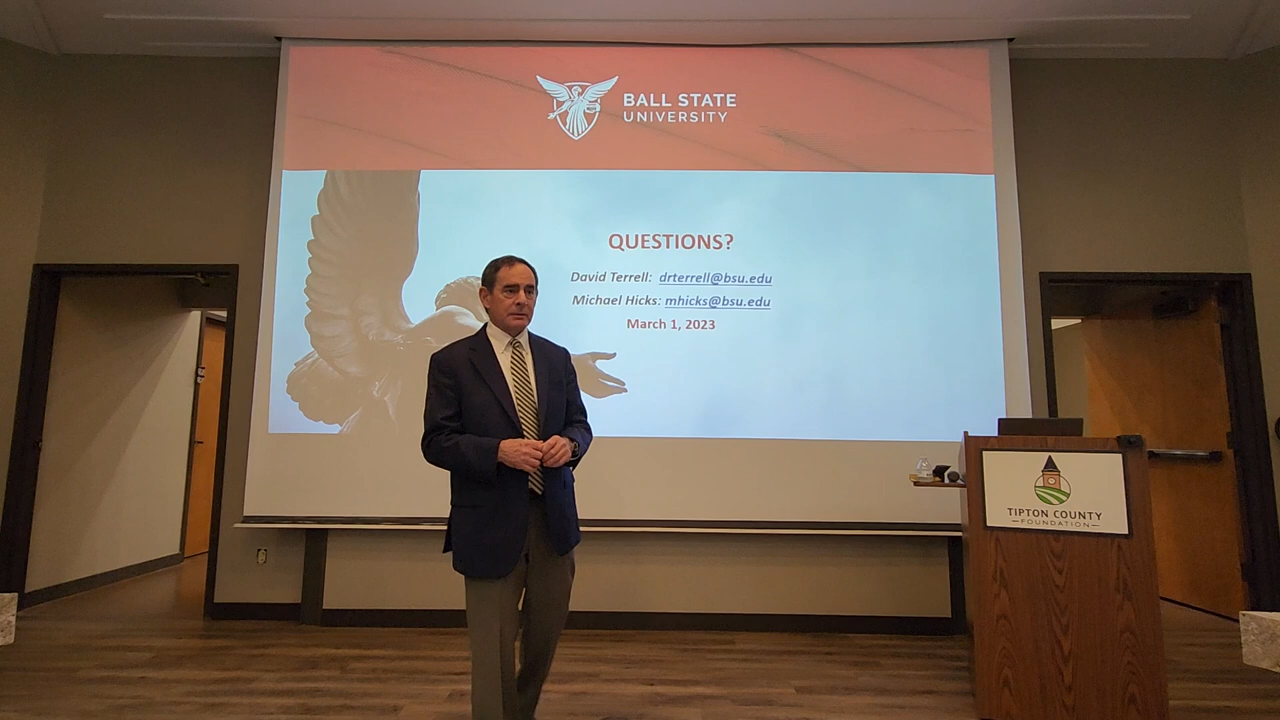 BALL STATE
UNIVERSITY
QUESTIONS?
David Terrell: drterrell@bsu.edu
Michael Hicks: mhicks@bsu.edu
March 1, 2023
TIPTON COUNTY
FOUNDATION